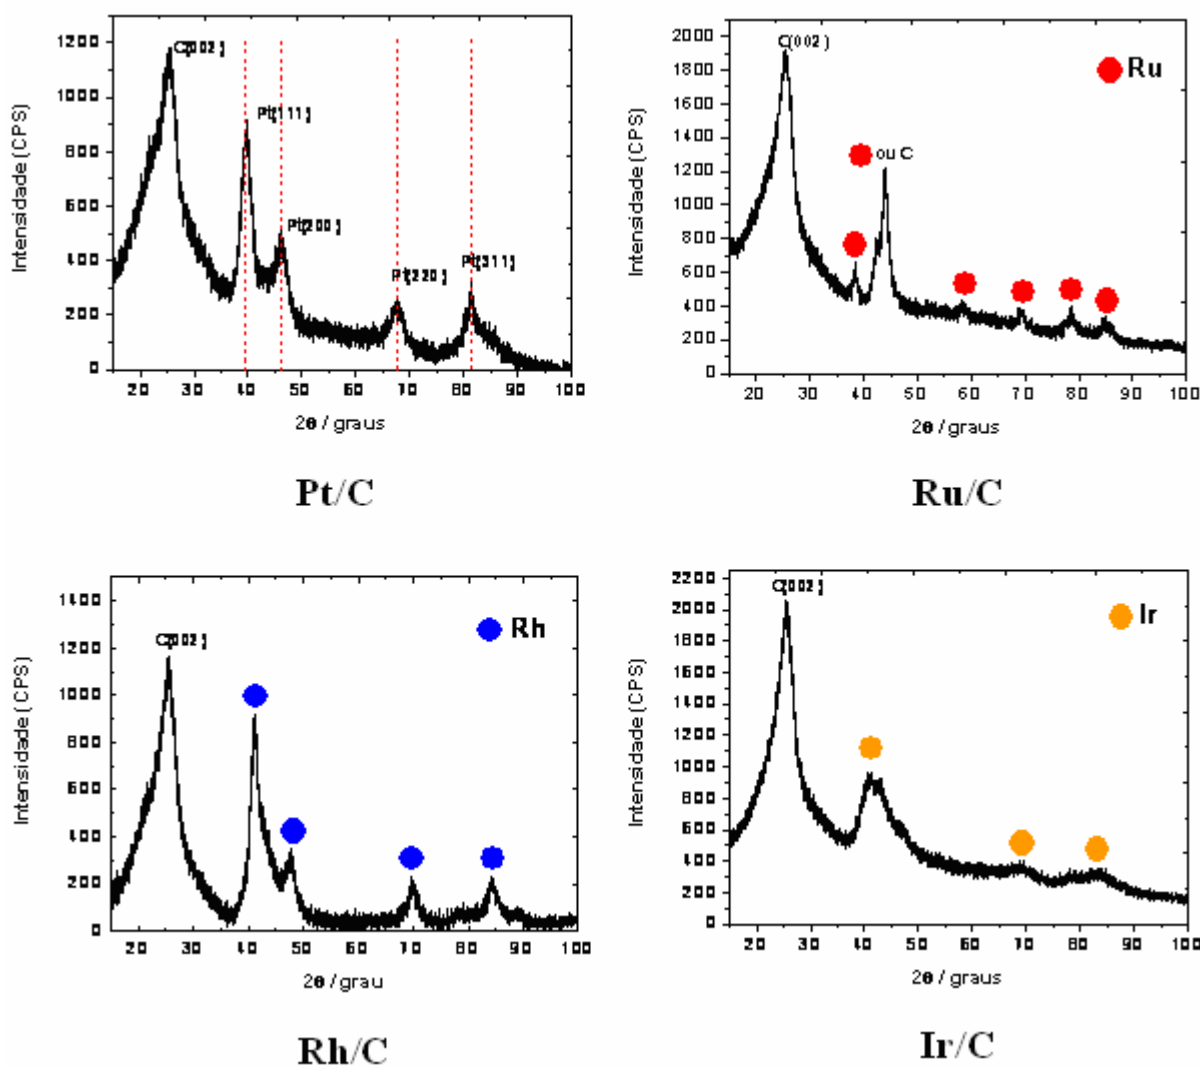 1200
1000
800
600
400
200
0
20 30 40 50 60 70 80 90 100
Intensidade (CPS)
2θ / graus
C(002)
Pt(111)
Pt(200)
Pt(220)
Pt(311)
Pt/C
2000
1800
1600
1400
1200
1000
800
600
400
200
0
20 30 40 50 60 70 80 90 100
Intensidade (CPS)
2θ / graus
C(002)
Ru
ou C
Ru/C
1400
1200
1000
800
600
400
200
0
20 30 40 50 60 70 80 90 100
Intensidade (CPS)
2θ / grau
C(002)
Rh
Rh/C
2200
2000
1800
1600
1400
1200
1000
800
600
400
200
0
20 30 40 50 60 70 80 90 100
Intensidade (CPS)
2θ / graus
C(002)
Ir
Ir/C